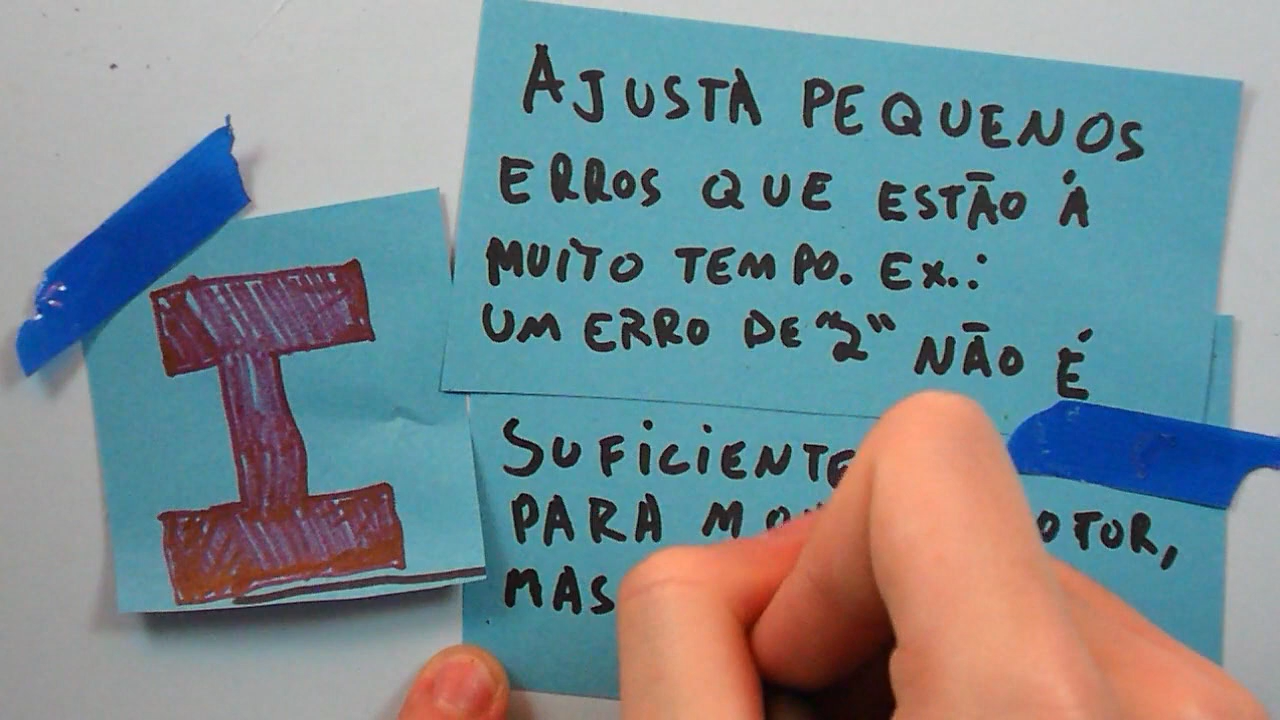 I
AJUSTA PEQUENOS
ERROS QUE ESTÃO À
MUITO TEMPO. EX.:
UM ERRO DE "2" NÃO É
SUFICIENTE
PARA
MAS